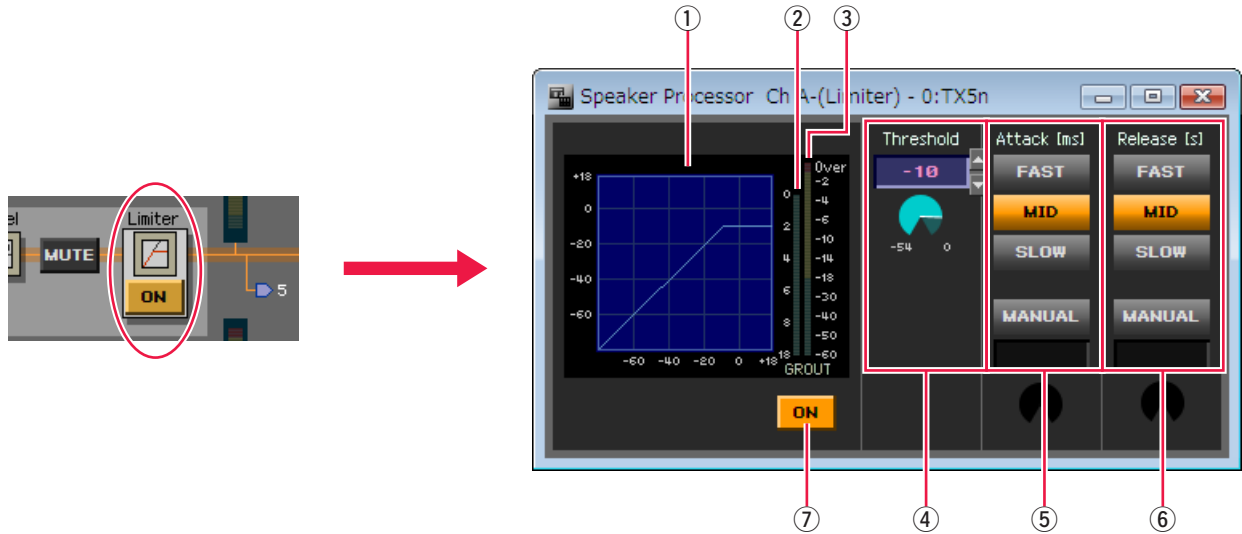 ① ② ③
Speaker Processor Ch A-(Limiter) - 0:TX5n
el
MUTE
Limiter
ON
5
+18
0
-20
-40
-60
-60 -40 -20 0 +18
0
2
4
6
8
18
Over
-2
-4
-6
-10
-14
-18
-30
-40
-50
-60
GR OUT
ON
Threshold
-10
-54 0
Attack [ms]
FAST
MID
SLOW
MANUAL
Release [s]
FAST
MID
SLOW
MANUAL
⑦ ④ ⑤ ⑥